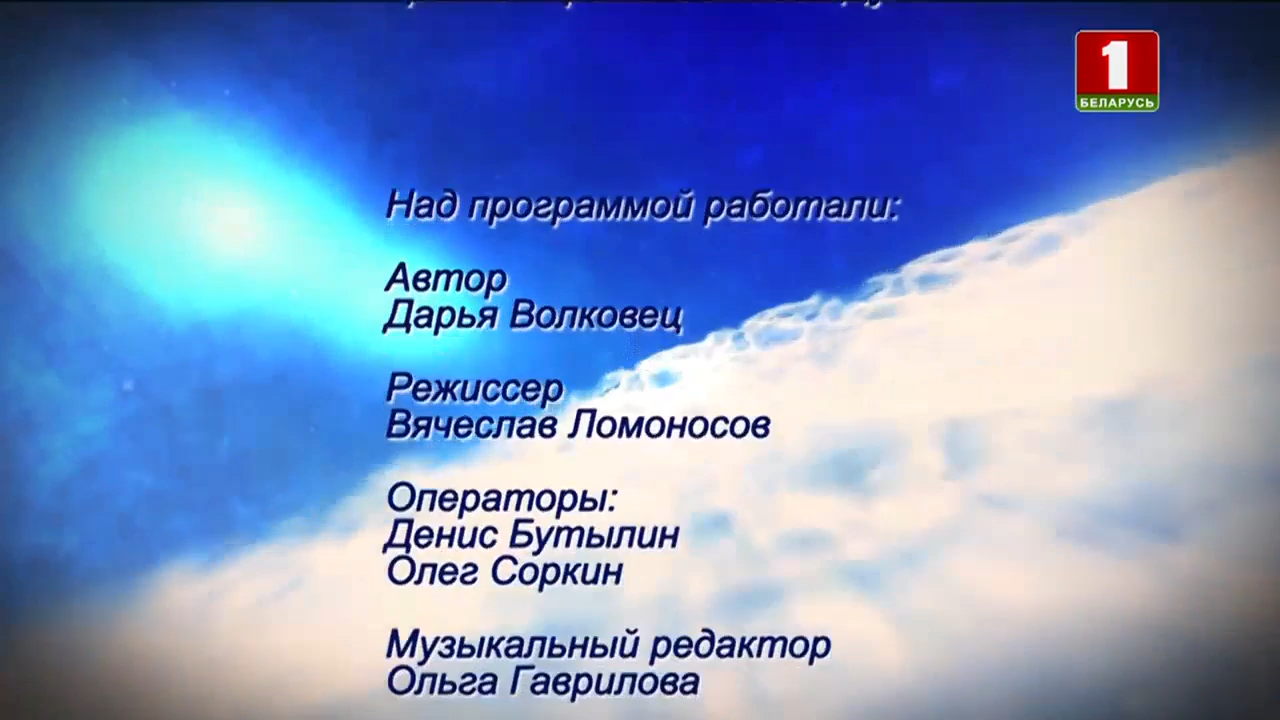 1
БЕЛАРУСЬ
Над программой работали:
Автор
Дарья Волковец
Режиссер
Вячеслав Ломоносов
Операторы:
Денис Бутылин
Олег Соркин
Музыкальный редактор
Ольга Гаврилова